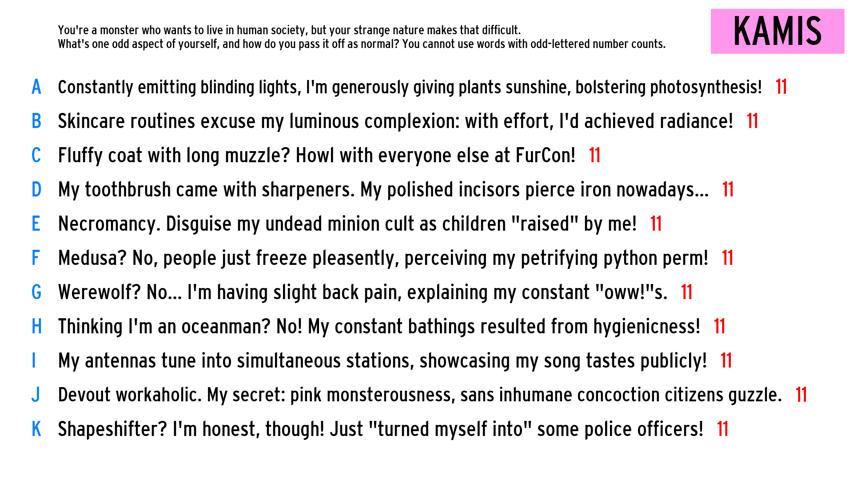 You're a monster who wants to live in human society, but your strange nature makes that difficult.
What's one odd aspect of yourself, and how do you pass it off as normal? You cannot use words with odd-lettered number counts.
KAMIS
A Constantly emitting blinding lights, I'm generously giving plants sunshine, bolstering photosynthesis! 11
B Skincare routines excuse my luminous complexion: with effort, I'd achieved radiance! 11
C Fluffy coat with long muzzle? Howl with everyone else at FurCon! 11
D My toothbrush came with sharpeners. My polished incisors pierce iron nowadays... 11
E Necromancy. Disguise my undead minion cult as children "raised" by me! 11
F Medusa? No, people just freeze pleasently, perceiving my petrifying python perm! 11
G Werewolf? No... I'm having slight back pain, explaining my constant "oww!"s. 11
H Thinking I'm an oceanman? No! My constant bathings resulted from hygienicness! 11
I My antennas tune into simultaneous stations, showcasing my song tastes publicly! 11
J Devout workaholic. My secret: pink monsterousness, sans inhumane concoction citizens guzzle. 11
K Shapeshifter? I'm honest, though! Just "turned myself into" some police officers! 11